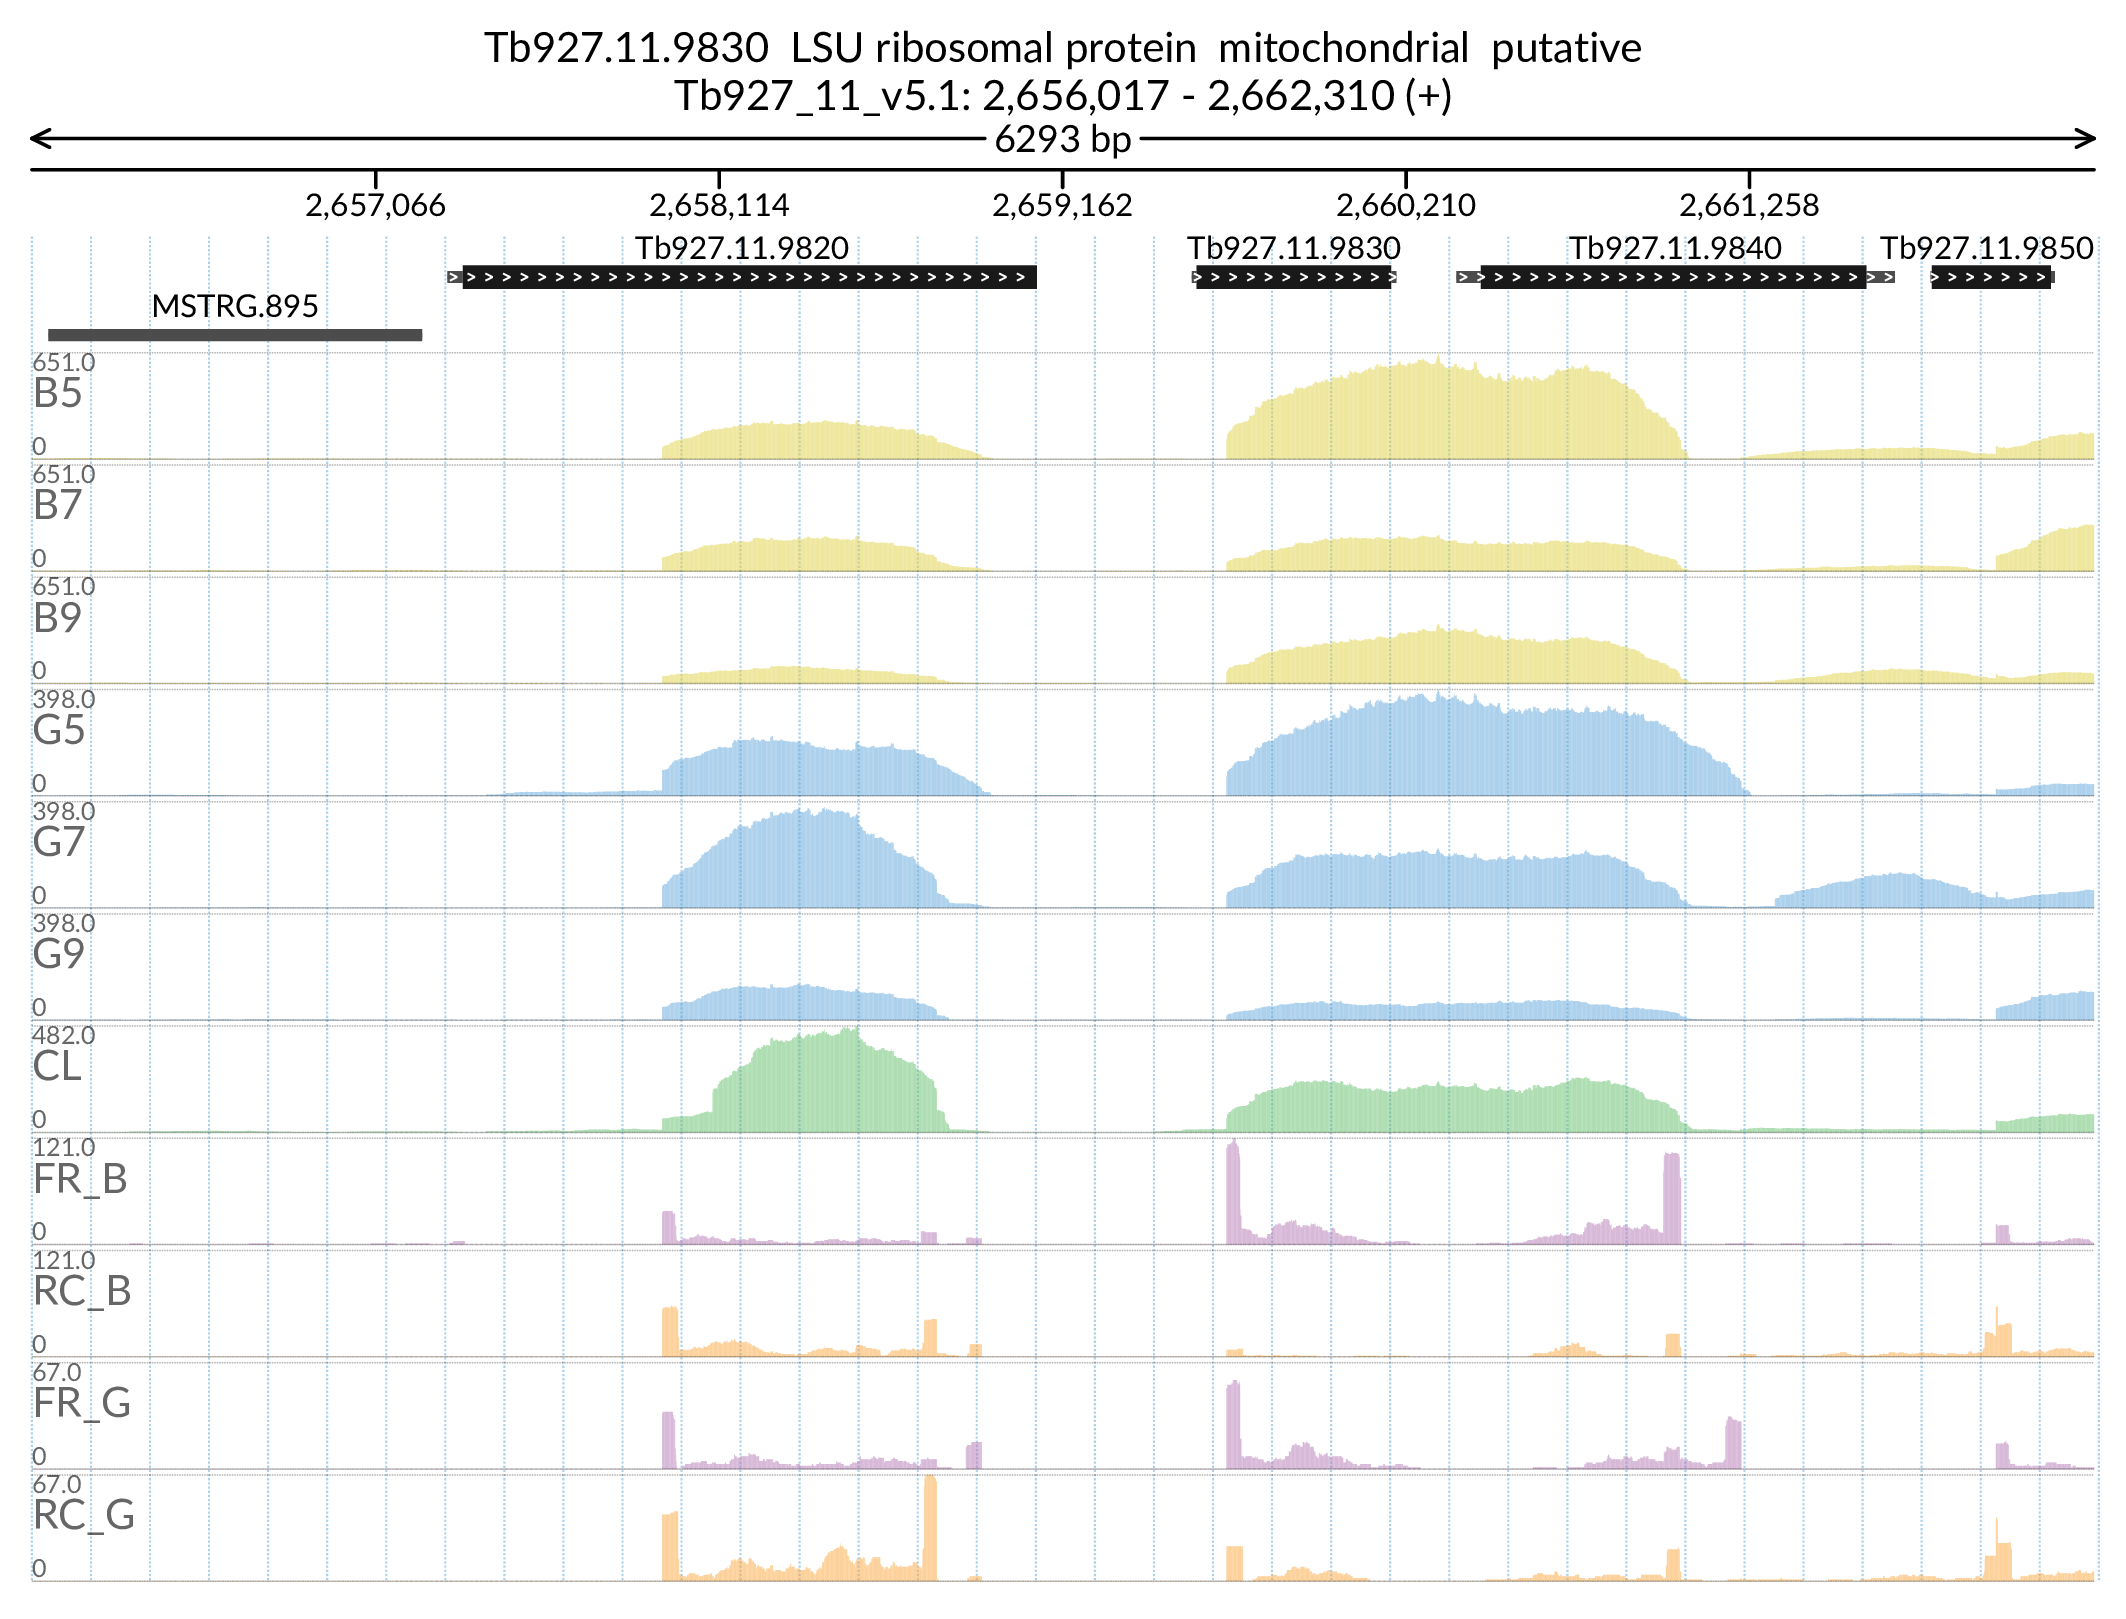 Tb927.11.9830  LSU ribosomal protein  mitochondrial  putative
Tb927_11_v5.1: 2,656,017 - 2,662,310 (+)
6293 bp
2,657,066 2,658,114 2,659,162 2,660,210 2,661,258
Tb927.11.9820 Tb927.11.9830 Tb927.11.9840 Tb927.11.9850
MSTRG.895
651.0
B5
0
651.0
B7
0
651.0
B9
0
398.0
G5
0
398.0
G7
0
398.0
G9
0
482.0
CL
0
121.0
FR_B
0
121.0
RC_B
0
67.0
FR_G
0
67.0
RC_G
0